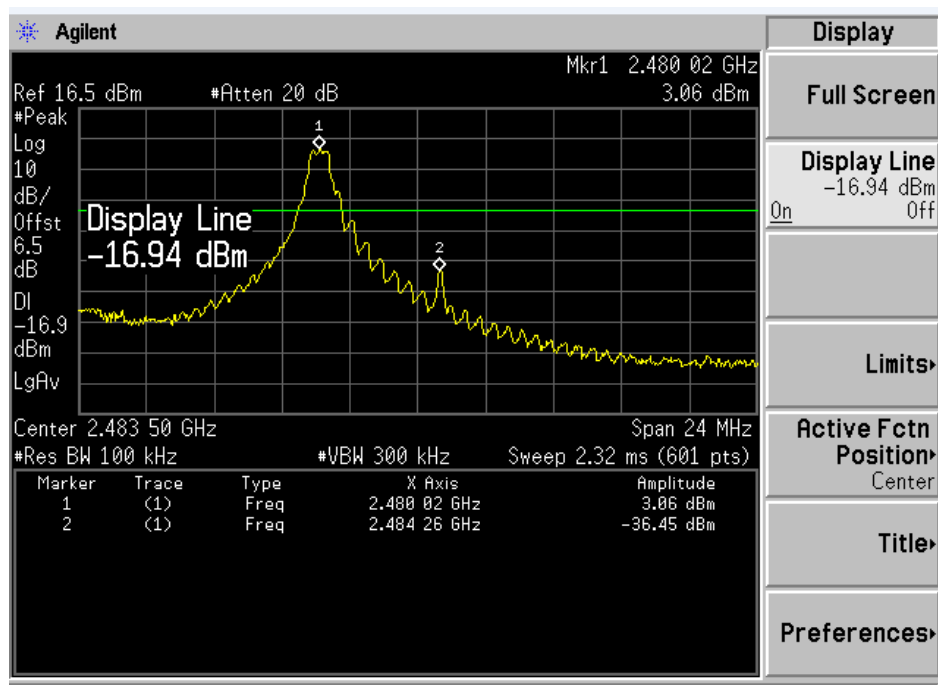 Agilent
Display
Mkr1 2.480 02 GHz
Ref 16.5 dBm #Atten 20 dB 3.06 dBm
#Peak
Log
10
dB/
Offst
6.5
dB
DI
-16.9
dBm
LgAv
1
2
Display Line
-16.94 dBm
Center 2.483 50 GHz Span 24 MHz
#Res BW 100 kHz #VBW 300 kHz Sweep 2.32 ms (601 pts)
Marker Trace Type X Axis Amplitude
1 (1) Freq 2.480 02 GHz 3.06 dBm
2 (1) Freq 2.484 26 GHz -36.45 dBm
Full Screen
Display Line
-16.94 dBm
On Off
Limits
Active Fctn
Position
Center
Title
Preferences